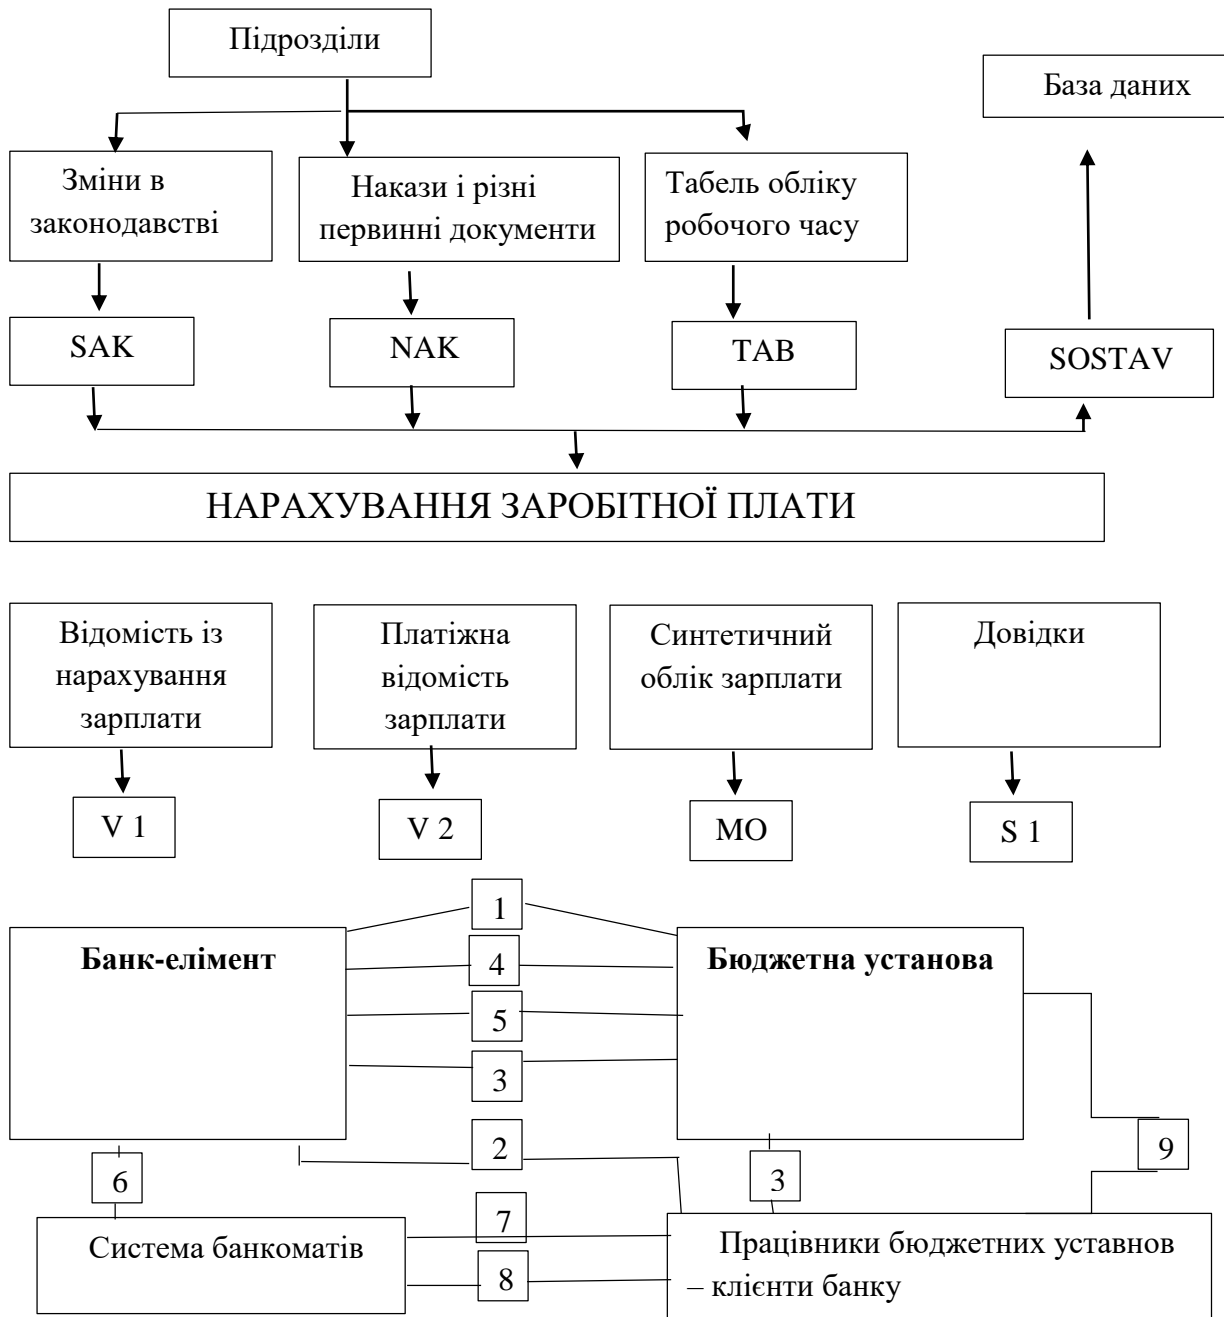 Підрозділи
База даних
Зміни в
законодавстві
Накази і різні
первинні документи
Табель обліку
робочого часу
SAK
NAK
TAB
SOSTAV
НАРАХУВАННЯ ЗАРОБІТНОЇ ПЛАТИ
Відомість із
нарахування
зарплати
Платіжна
відомість
зарплати
Синтетичний
облік зарплати
Довідки
V 1
V 2
MO
S 1
1
Банк-елімент
4
Бюджетна установа
5
3
2
9
6
3
7
Система банкоматів
Працівники бюджетних уставнов
– клієнти банку
8